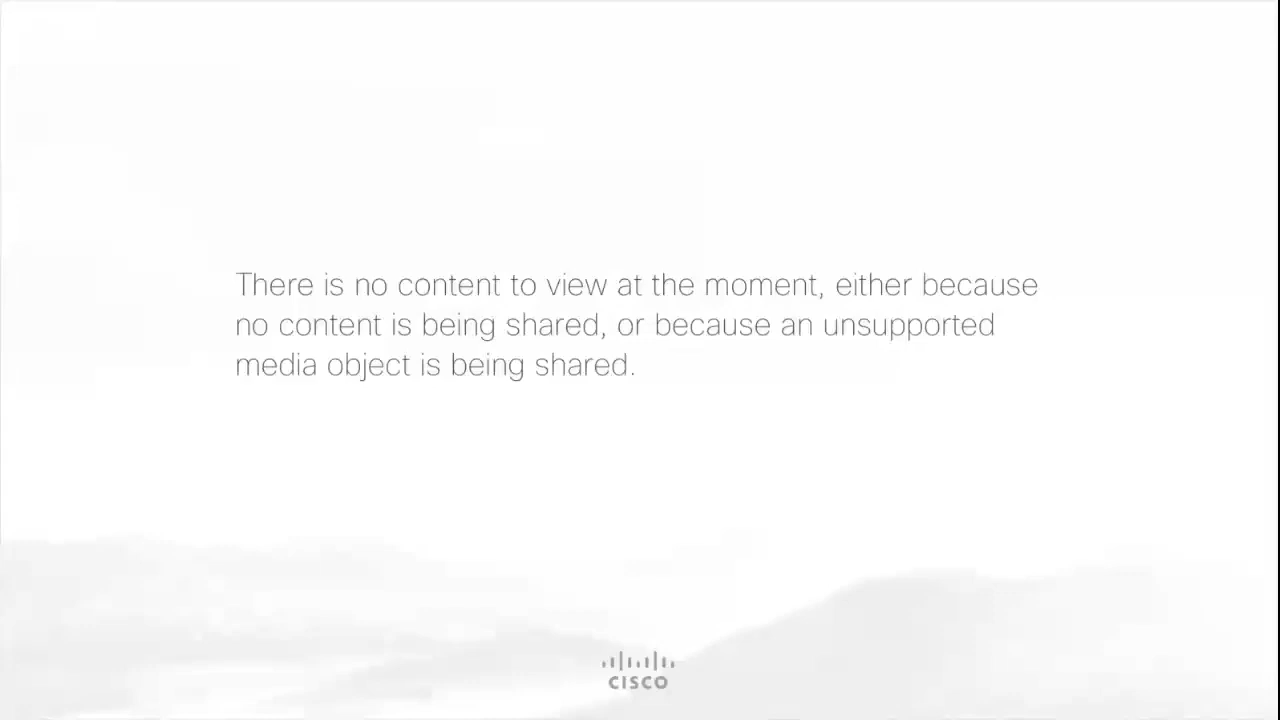 There is no content to view at the moment, either because
no content is being shared, or because an unsupported
media object is being shared.
CISCO